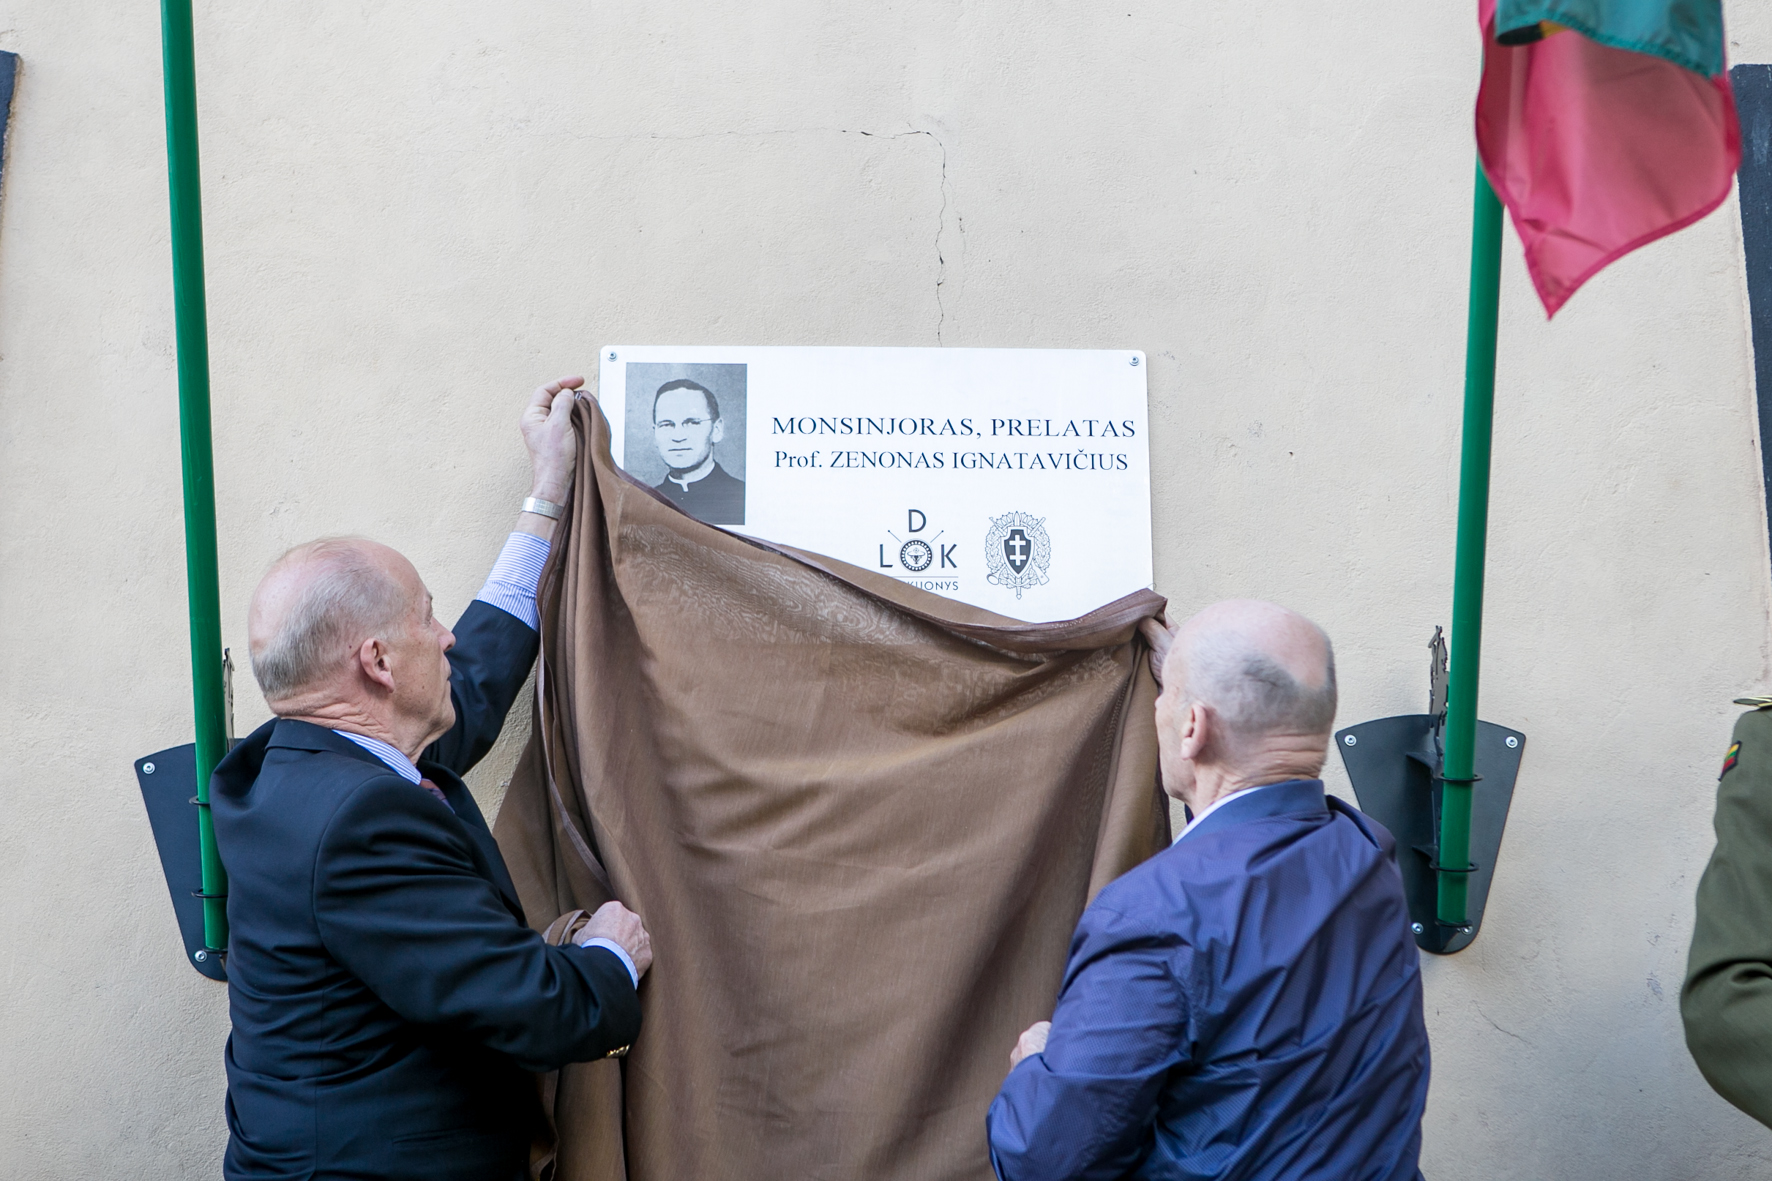 MONSINJORAS, PRELATAS
Prof. ZENONAS IGNATAVIČIUS
D
L K